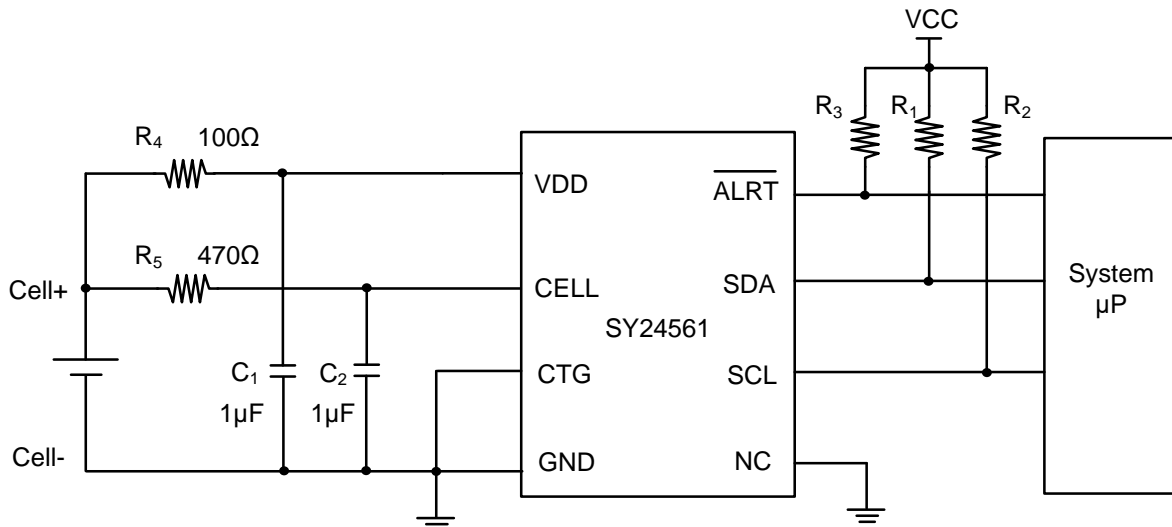 VCC
R3
R1
R2
R4 100Ω
VDD
ALRT
R5 470Ω
Cell+
CELL
SDA
System
µP
SY24561
C1
1µF
C2
1µF
CTG
SCL
Cell-
GND
NC